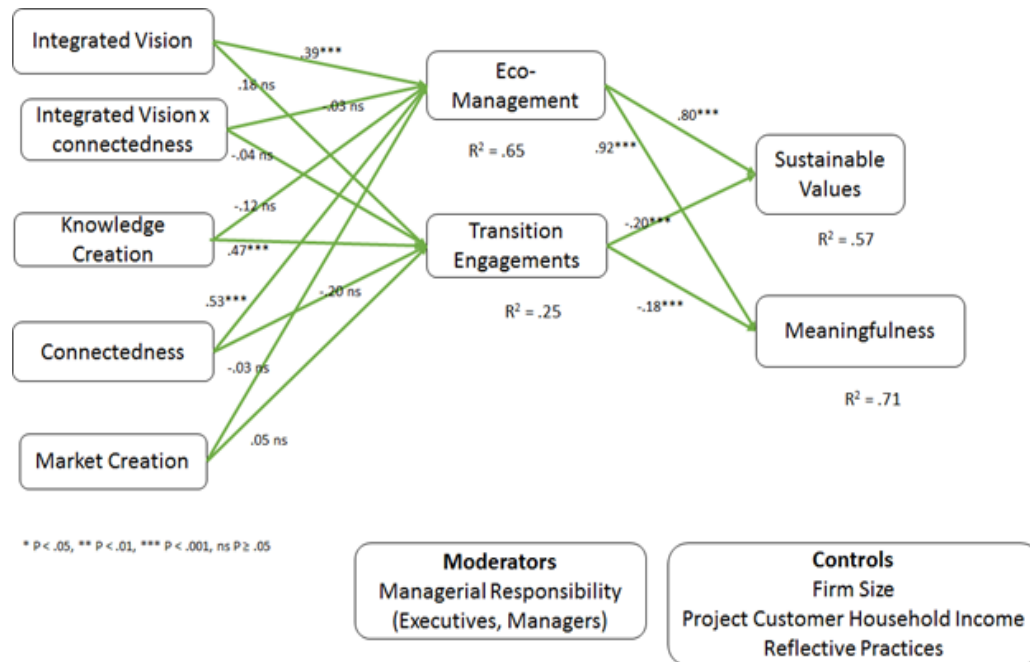 Integrated Vision
.39***
.18 ns
Eco-
Management
R² = .65
Integrated Vision x
connectedness
-.03 ns
-.04 ns
.80***
.92***
Sustainable
Values
R² = .57
Knowledge
Creation
-.12 ns
.47***
Transition
Engagements
R² = .25
-.20***
-.18***
Connectedness
.53***
-.20 ns
Meaningfulness
R² = .71
Market Creation
-.03 ns
.05 ns
* P < .05, ** P < .01, *** P < .001, ns P ≥ .05
Moderators
Managerial Responsibility
(Executives, Managers)
Controls
Firm Size
Project Customer Household Income
Reflective Practices